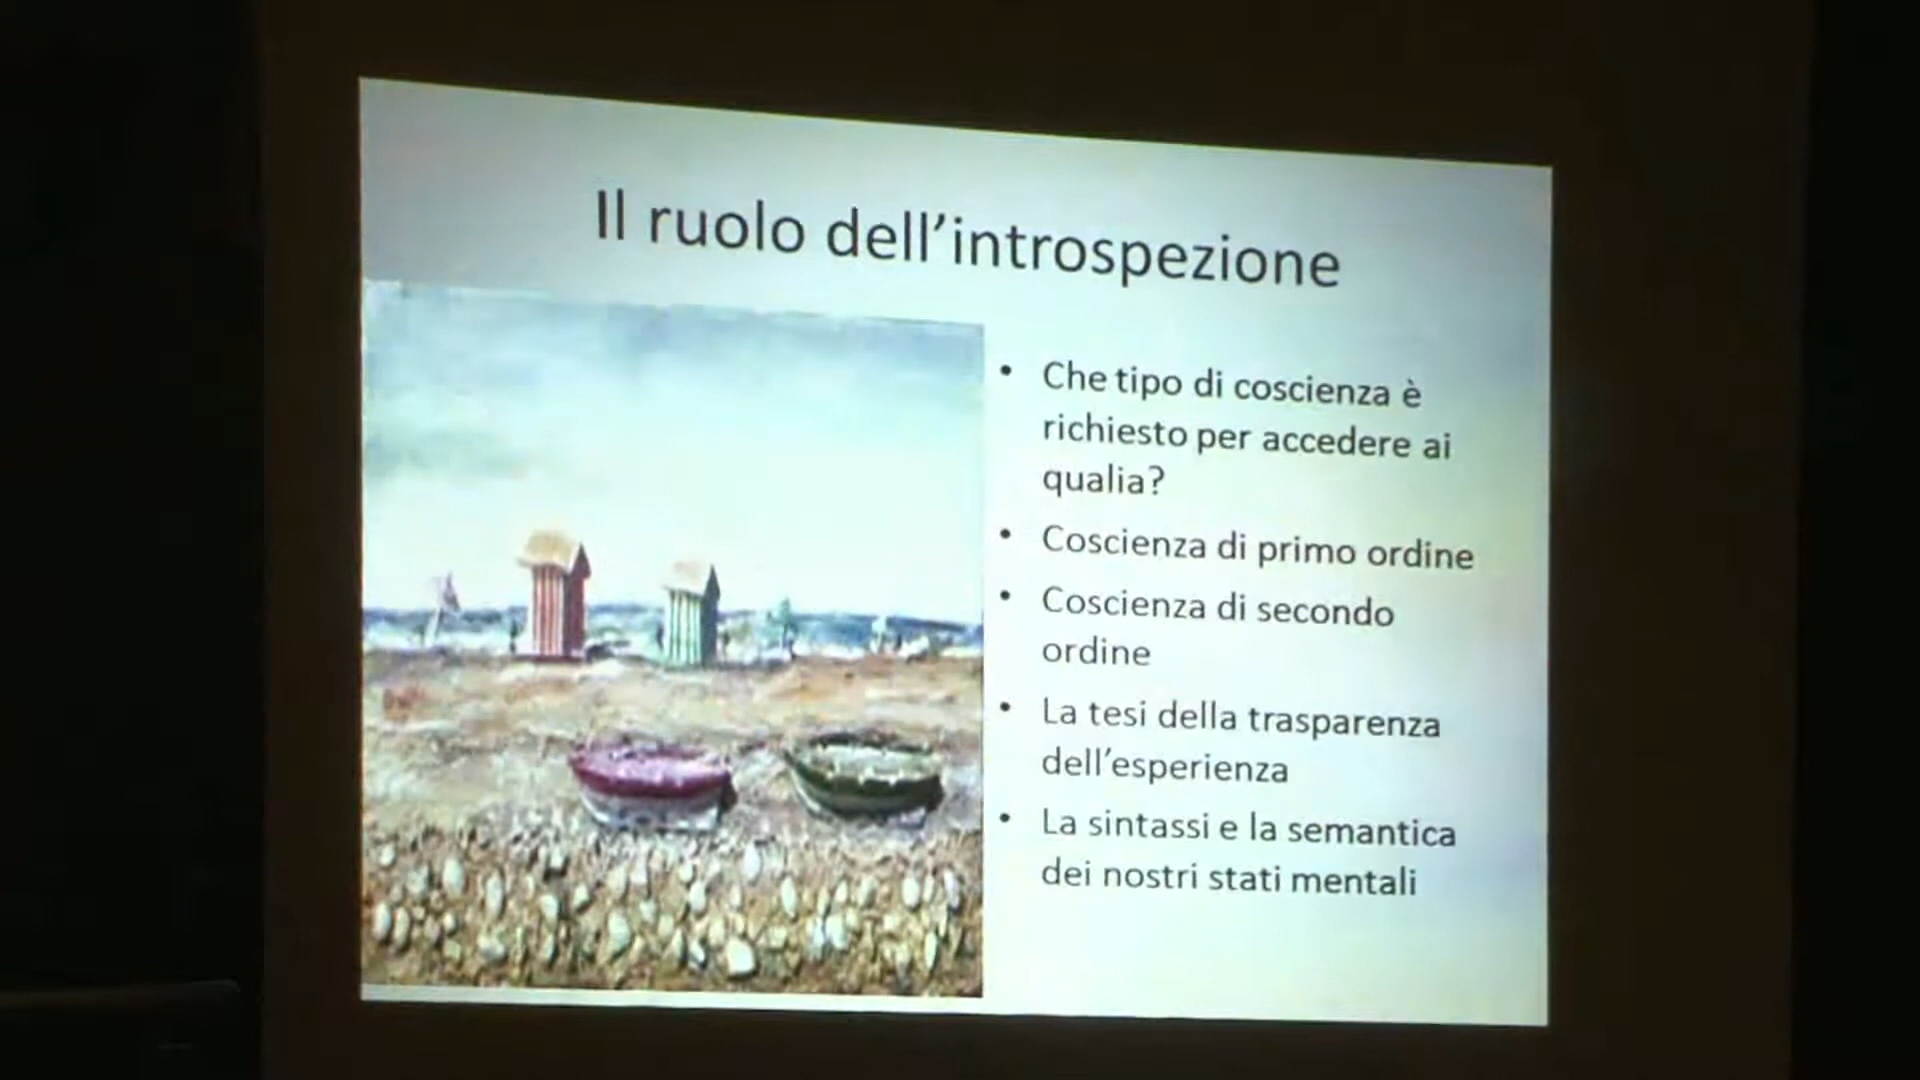 Il ruolo dell'introspezione
• Che tipo di coscienza è
richiesto per accedere ai
qualia?
• Coscienza di primo ordine
• Coscienza di secondo
ordine
• La tesi della trasparenza
dell'esperienza
• La sintassi e la semantica
dei nostri stati mentali